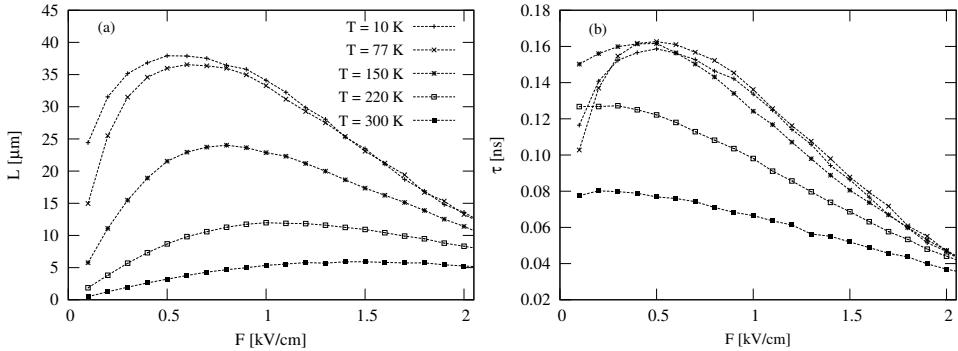 (a)
T = 10 K
T = 77 K
T = 150 K
T = 220 K
T = 300 K
45
40
35
30
25
20
15
10
5
0
L [μm]
0 0.5 1 1.5 2
F [kV/cm]
(b)
0.18
0.16
0.14
0.12
0.10
0.08
0.06
0.04
0.02
τ [ns]
0 0.5 1 1.5 2
F [kV/cm]